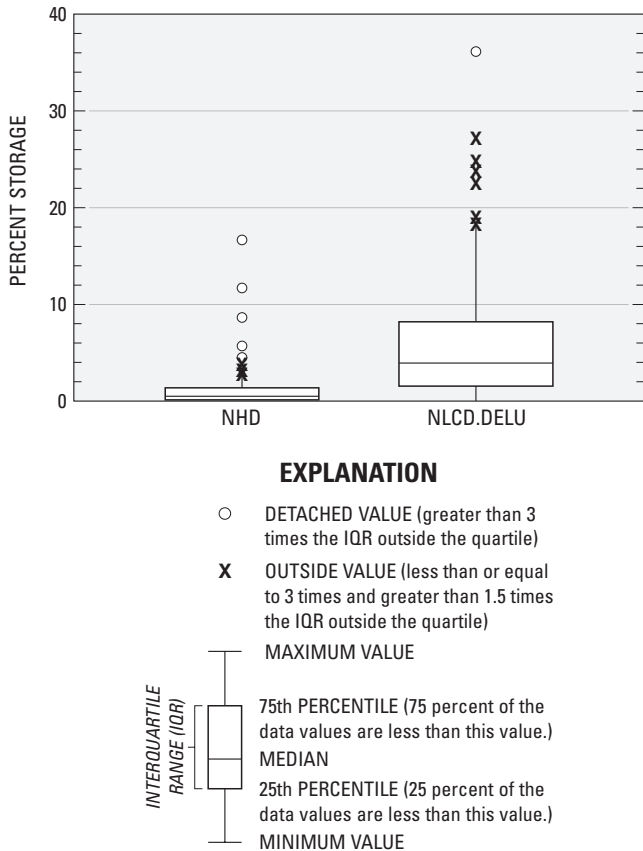 40
30
20
10
0
PERCENT STORAGE
NHD
NLCD.DELU
EXPLANATION
DETACHED VALUE (greater than 3
times the IQR outside the quartile)
X
OUTSIDE VALUE (less than or equal
to 3 times and greater than 1.5 times
the IQR outside the quartile)
MAXIMUM VALUE
INTERQUARTILE
RANGE (IQR)
75th PERCENTILE (75 percent of the
data values are less than this value.)
MEDIAN
25th PERCENTILE (25 percent of the
data values are less than this value.)
MINIMUM VALUE